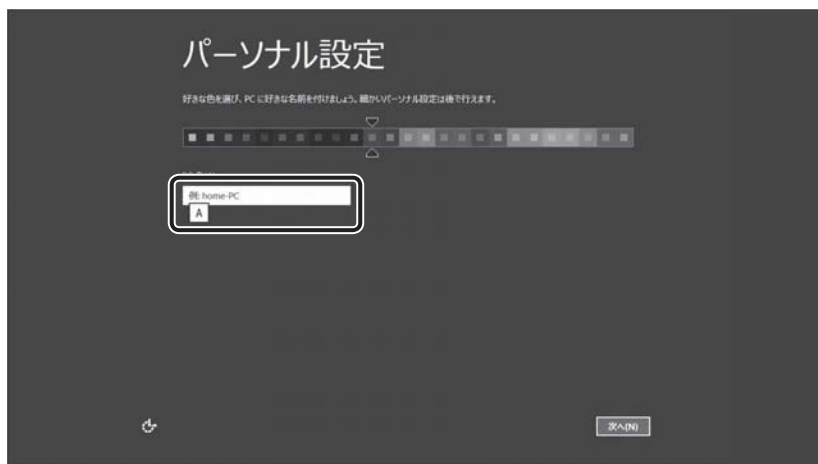 パーソナル設定
好きな色を選び、PC に好きな名前を付けましょう。細かいパーソナル設定は後で行えます。
例: home-PC
A
次へ(N)